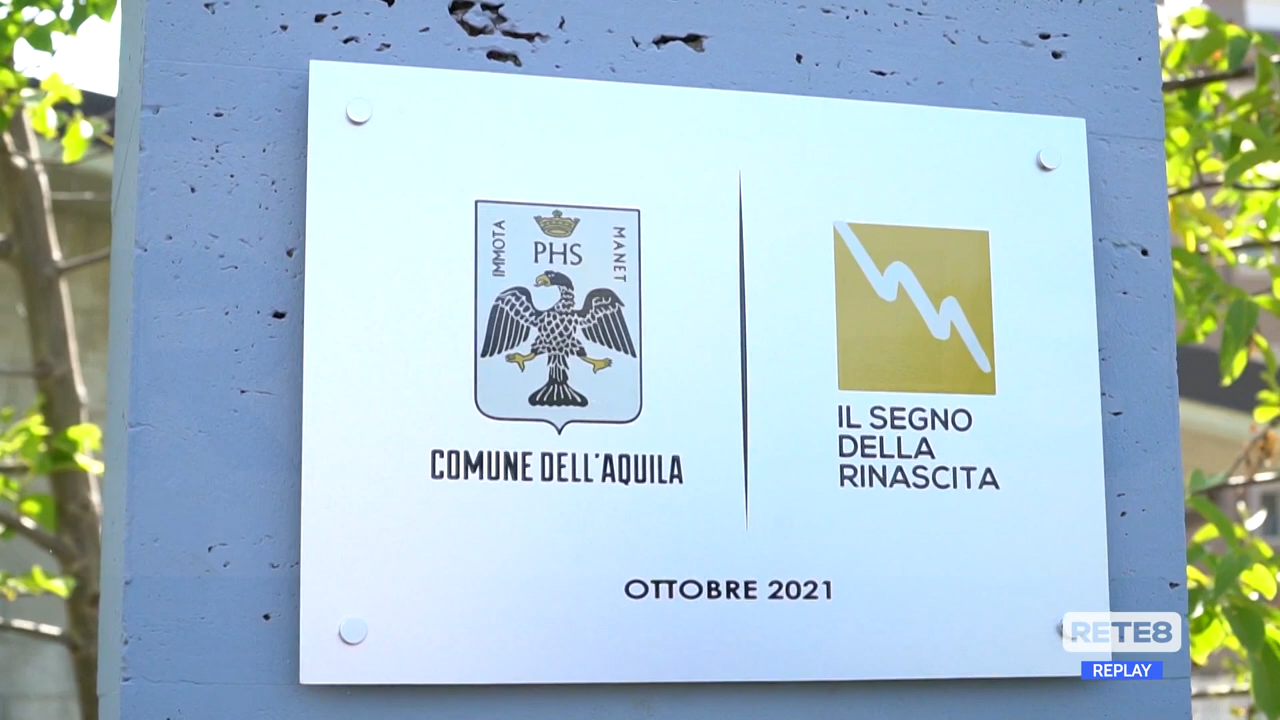 IMMOTA
PHS
MANET
COMUNE DELL'AQUILA
IL SEGNO
DELLA
RINASCITA
OTTOBRE 2021
RETE8
REPLAY